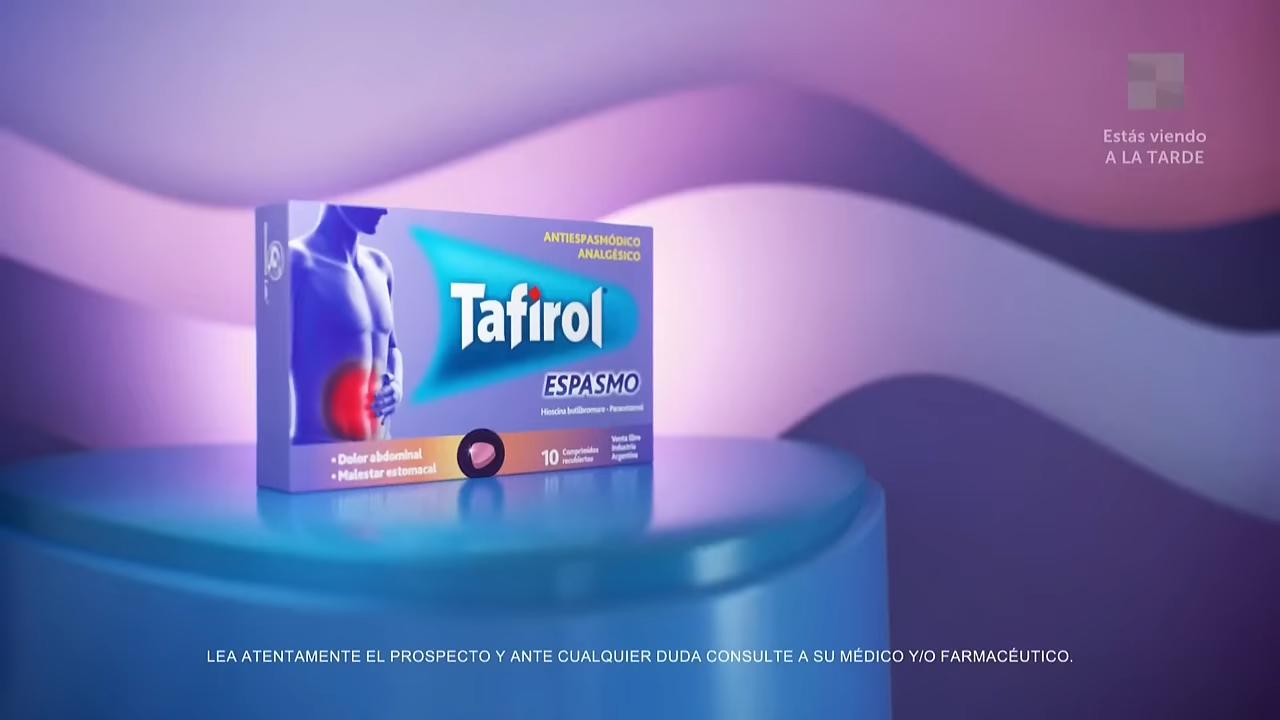 Estás viendo
A LA TARDE
ANTIESPASMÓDICO
ANALGÉSICO
Tafirol
ESPASMO
Hioscina butilbromuro - Paracetamol
• Dolor abdominal
• Malestar estomacal
10 Comprimidos
recubiertos
Venta libre
Industria
Argentina
LEA ATENTAMENTE EL PROSPECTO Y ANTE CUALQUIER DUDA CONSULTE A SU MÉDICO Y/O FARMACÉUTICO.